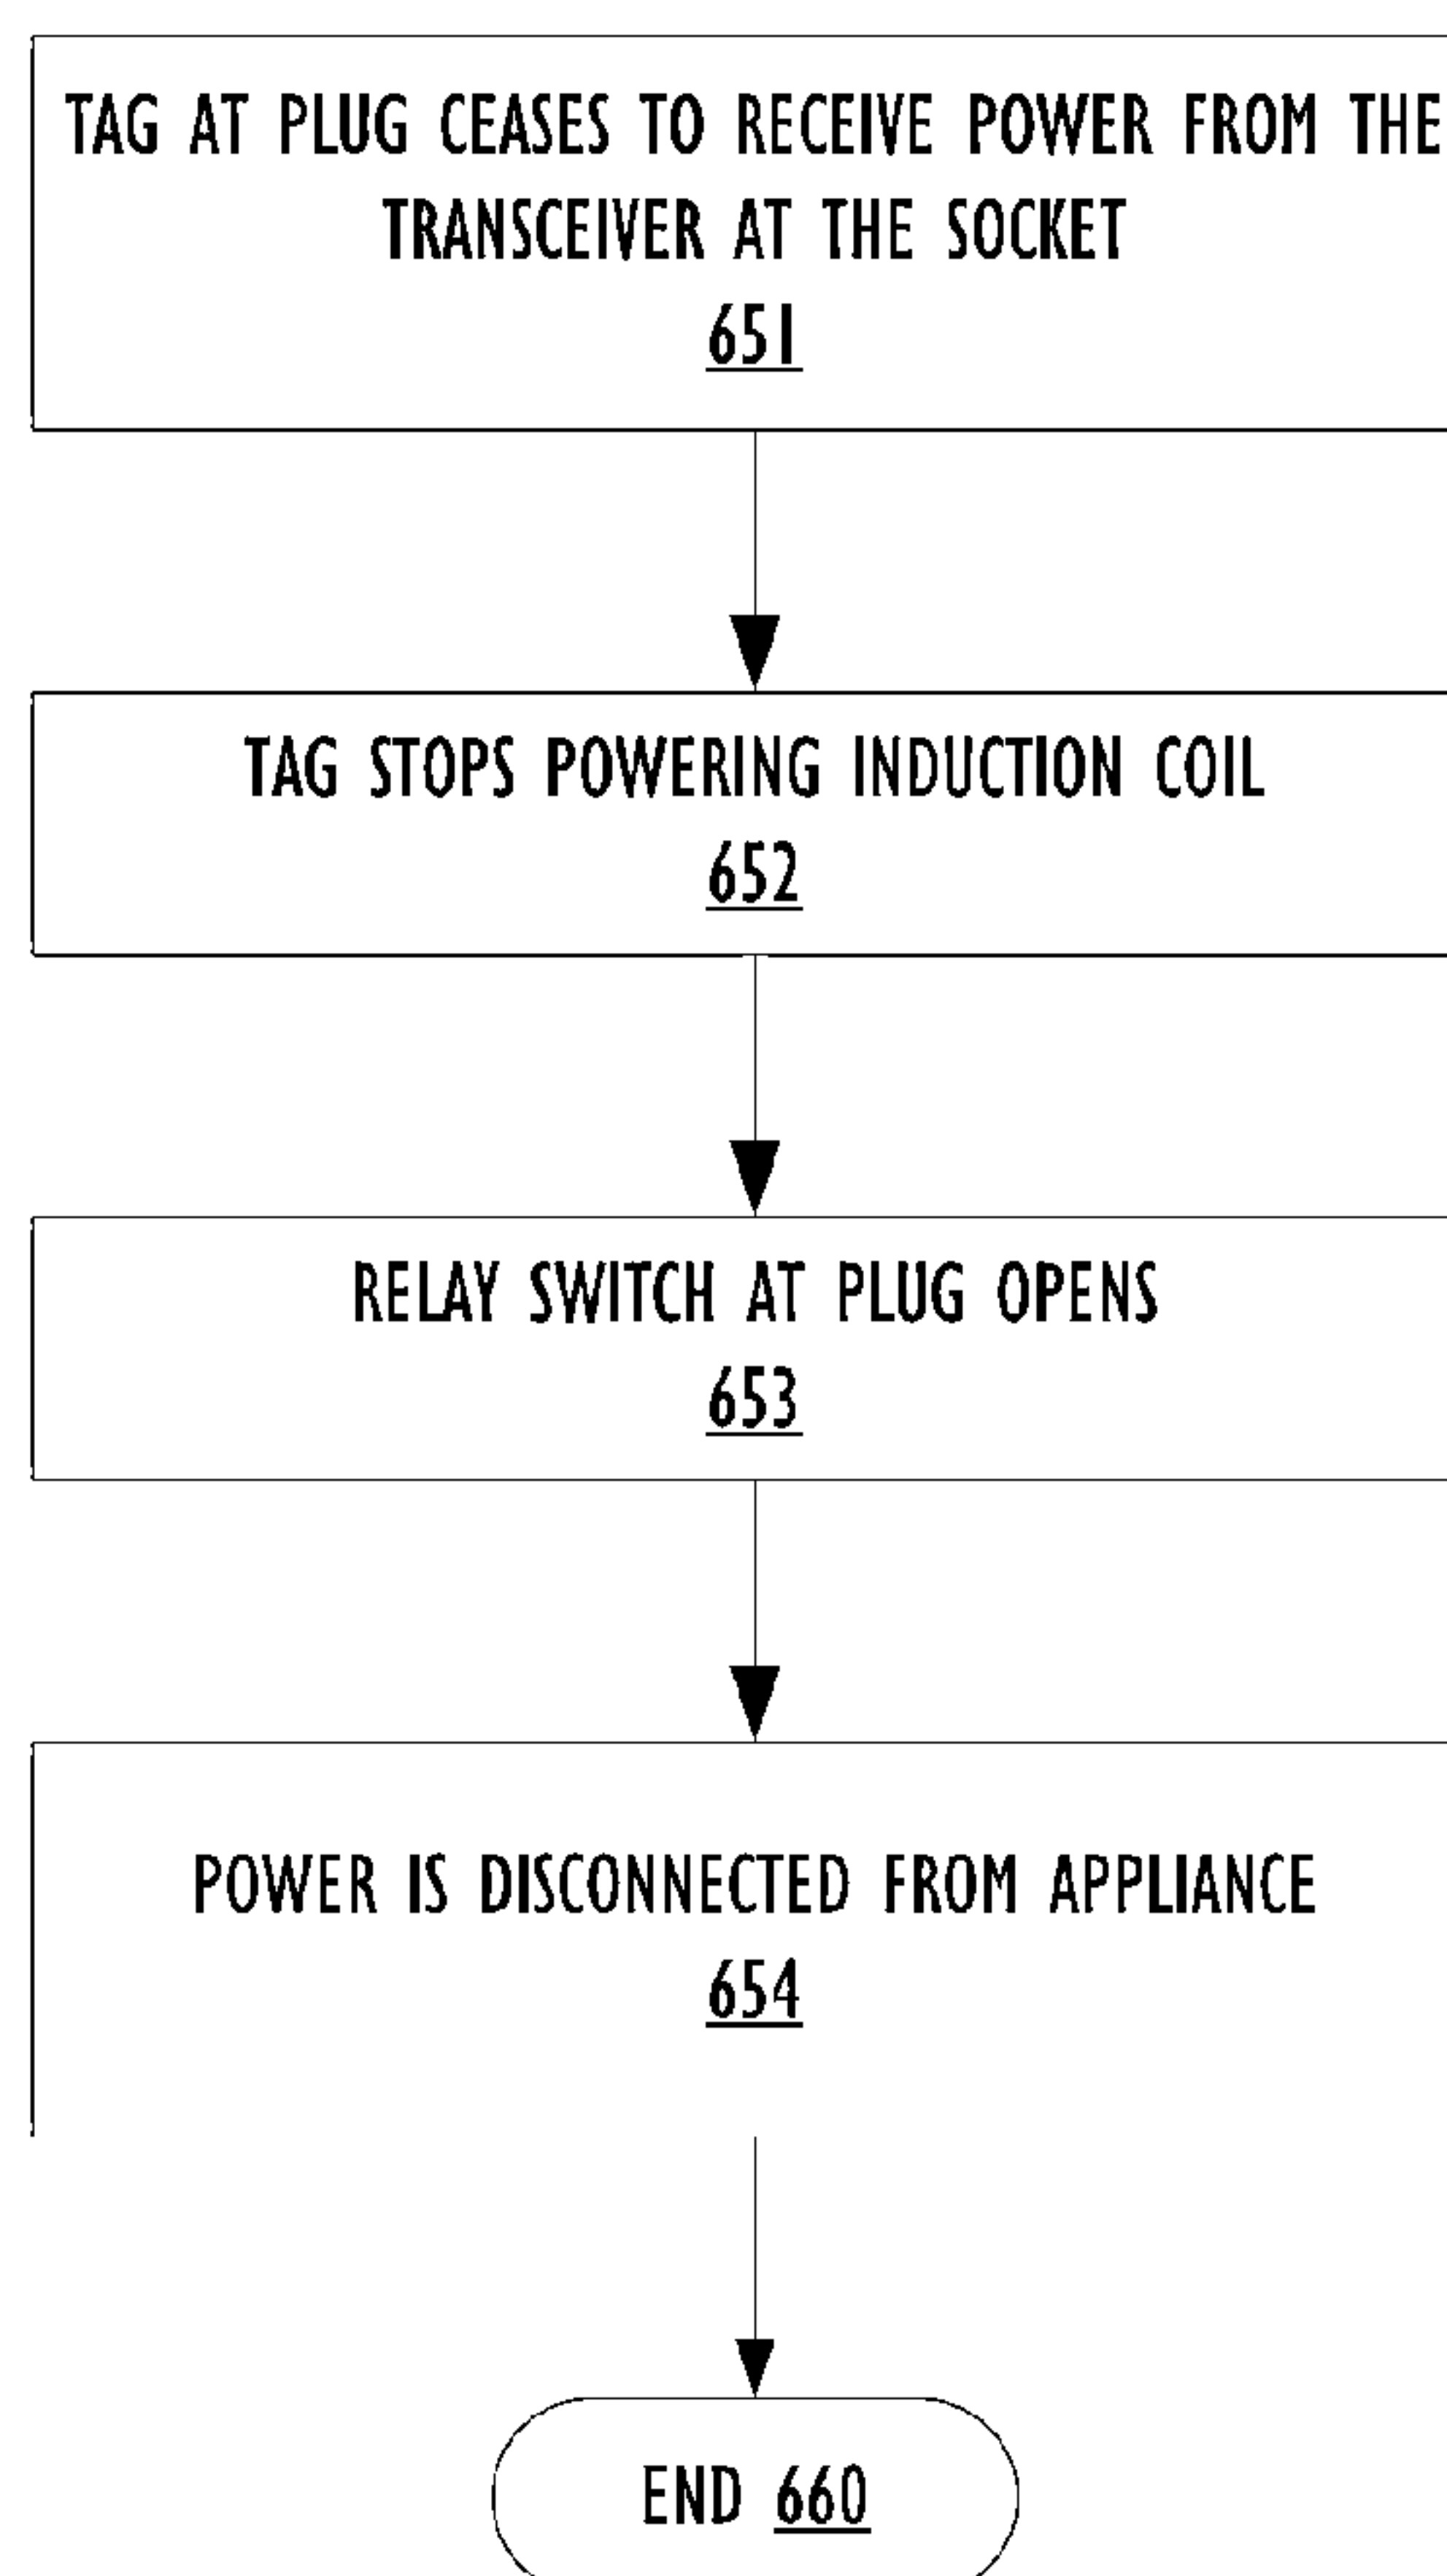 TAG AT PLUG CEASES TO RECEIVE POWER FROM THE
TRANSCEIVER AT THE SOCKET
651
TAG STOPS POWERING INDUCTION COIL
652
RELAY SWITCH AT PLUG OPENS
653
POWER IS DISCONNECTED FROM APPLIANCE
654
END 660